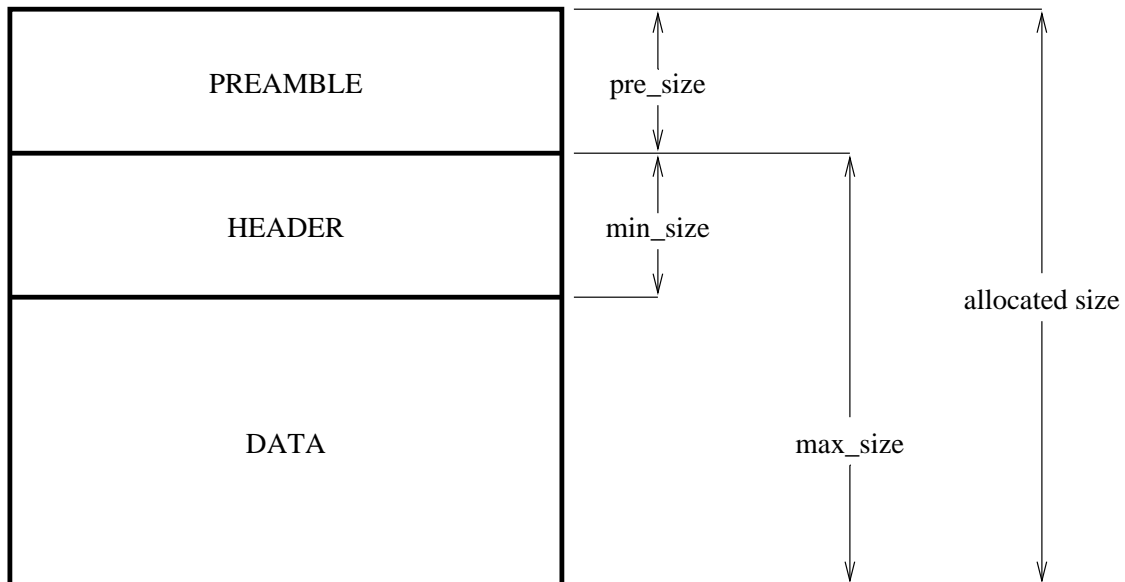 PREAMBLE
pre_size
HEADER
min_size
allocated size
DATA
max_size